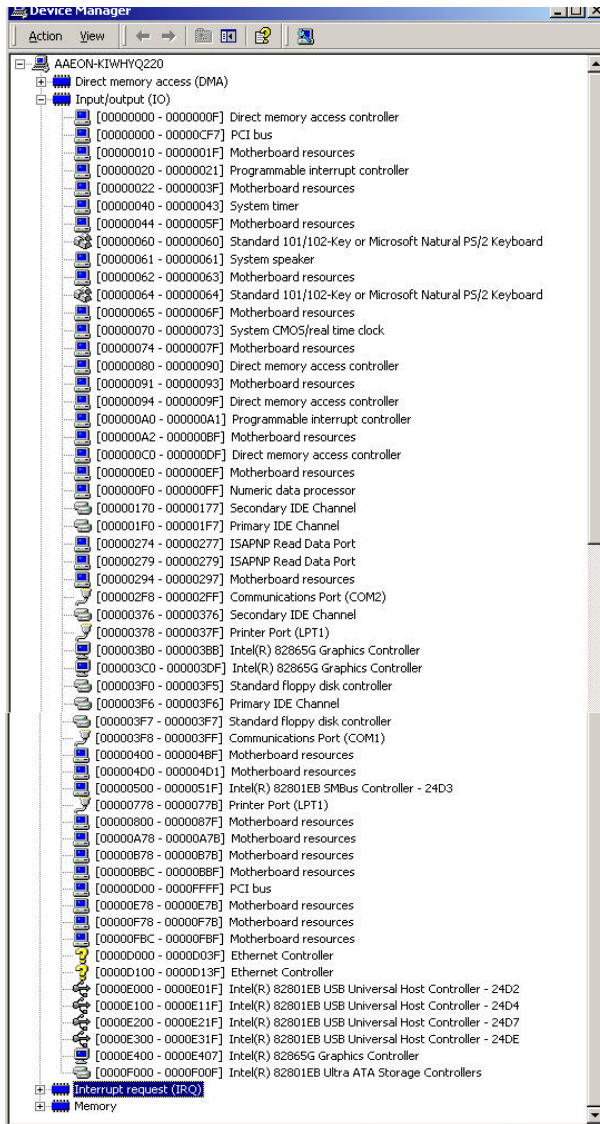 Device Manager
Action View
AAEON-KIWHYQ220
Direct memory access (DMA)
Input/output (IO)
[00000000 - 0000000F] Direct memory access controller
[00000000 - 00000CF7] PCI bus
[00000010 - 0000001F] Motherboard resources
[00000020 - 00000021] Programmable interrupt controller
[00000022 - 0000003F] Motherboard resources
[00000040 - 00000043] System timer
[00000044 - 0000005F] Motherboard resources
[00000060 - 00000060] Standard 101/102-Key or Microsoft Natural PS/2 Keyboard
[00000061 - 00000061] System speaker
[00000062 - 00000063] Motherboard resources
[00000064 - 00000064] Standard 101/102-Key or Microsoft Natural PS/2 Keyboard
[00000065 - 0000006F] Motherboard resources
[00000070 - 00000073] System CMOS/real time clock
[00000074 - 0000007F] Motherboard resources
[00000080 - 00000090] Direct memory access controller
[00000091 - 00000093] Motherboard resources
[00000094 - 0000009F] Direct memory access controller
[000000A0 - 000000A1] Programmable interrupt controller
[000000A2 - 000000BF] Motherboard resources
[000000C0 - 000000DF] Direct memory access controller
[000000E0 - 000000EF] Motherboard resources
[000000F0 - 000000FF] Numeric data processor
[00000170 - 00000177] Secondary IDE Channel
[000001F0 - 000001F7] Primary IDE Channel
[00000274 - 00000277] ISAPNP Read Data Port
[00000279 - 00000279] ISAPNP Read Data Port
[00000294 - 00000297] Motherboard resources
[000002F8 - 000002FF] Communications Port (COM2)
[00000376 - 00000376] Secondary IDE Channel
[00000378 - 0000037F] Printer Port (LPT1)
[000003B0 - 000003BB] Intel(R) 82865G Graphics Controller
[000003C0 - 000003DF] Intel(R) 82865G Graphics Controller
[000003F0 - 000003F5] Standard floppy disk controller
[000003F6 - 000003F6] Primary IDE Channel
[000003F7 - 000003F7] Standard floppy disk controller
[000003F8 - 000003FF] Communications Port (COM1)
[00000400 - 000004BF] Motherboard resources
[000004D0 - 000004D1] Motherboard resources
[00000500 - 0000051F] Intel(R) 82801EB SMBus Controller - 24D3
[00000778 - 0000077B] Printer Port (LPT1)
[00000800 - 0000087F] Motherboard resources
[00000A78 - 00000A7B] Motherboard resources
[00000B78 - 00000B7B] Motherboard resources
[00000BBC - 00000BBF] Motherboard resources
[00000D00 - 0000FFFF] PCI bus
[00000E78 - 00000E7B] Motherboard resources
[00000F78 - 00000F7B] Motherboard resources
[00000FBC - 00000FBF] Motherboard resources
[0000D000 - 0000D03F] Ethernet Controller
[0000D100 - 0000D13F] Ethernet Controller
[0000E000 - 0000E01F] Intel(R) 82801EB USB Universal Host Controller - 24D2
[0000E100 - 0000E11F] Intel(R) 82801EB USB Universal Host Controller - 24D4
[0000E200 - 0000E21F] Intel(R) 82801EB USB Universal Host Controller - 24D7
[0000E300 - 0000E31F] Intel(R) 82801EB USB Universal Host Controller - 24DE
[0000E400 - 0000E407] Intel(R) 82865G Graphics Controller
[0000F000 - 0000F00F] Intel(R) 82801EB Ultra ATA Storage Controllers
Interrupt request (IRQ)
Memory